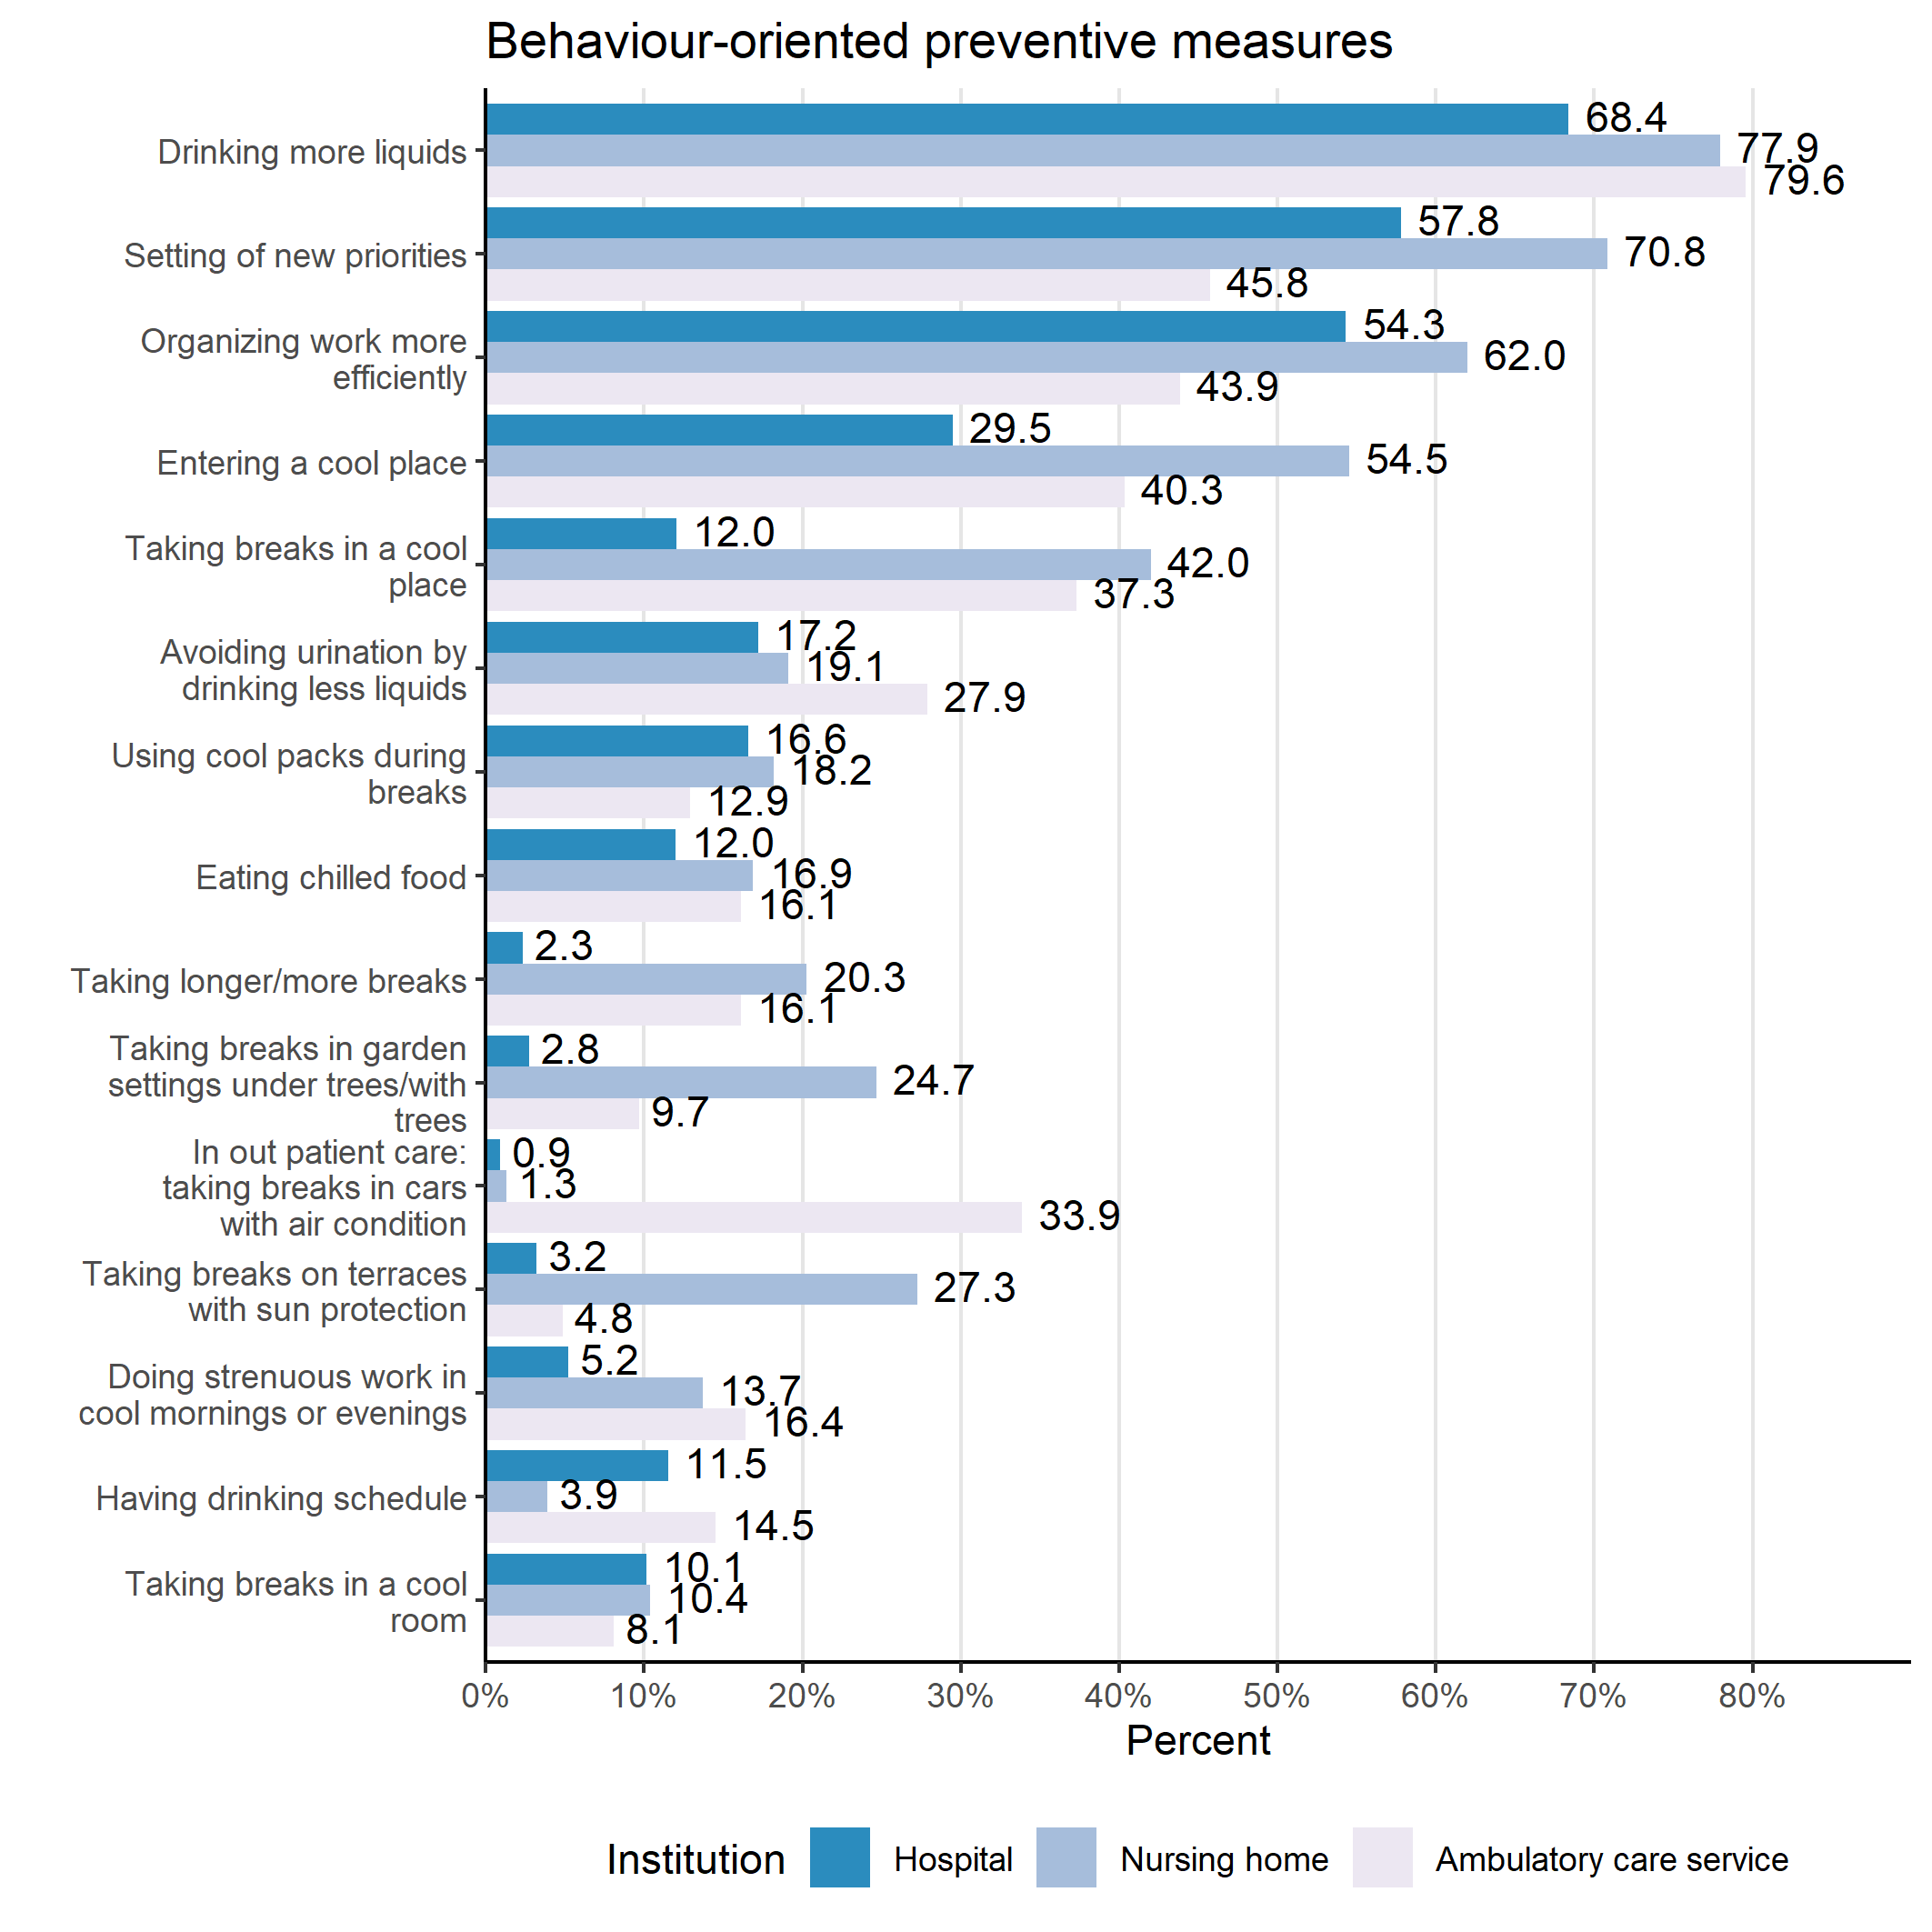 Behaviour-oriented preventive measures
Drinking more liquids
68.4
77.9
79.6
Setting of new priorities
57.8
70.8
45.8
Organizing work more
efficiently
54.3
62.0
43.9
Entering a cool place
29.5
54.5
40.3
Taking breaks in a cool
place
12.0
42.0
37.3
Avoiding urination by
drinking less liquids
17.2
19.1
27.9
Using cool packs during
breaks
16.6
18.2
12.9
Eating chilled food
12.0
16.9
16.1
Taking longer/more breaks
2.3
20.3
16.1
Taking breaks in garden
settings under trees/with
trees
2.8
24.7
9.7
In out patient care:
taking breaks in cars
with air condition
0.9
1.3
33.9
Taking breaks on terraces
with sun protection
3.2
27.3
4.8
Doing strenuous work in
cool mornings or evenings
5.2
13.7
16.4
Having drinking schedule
11.5
3.9
14.5
Taking breaks in a cool
room
10.1
10.4
8.1
0% 10% 20% 30% 40% 50% 60% 70% 80%
Percent
Institution Hospital Nursing home Ambulatory care service